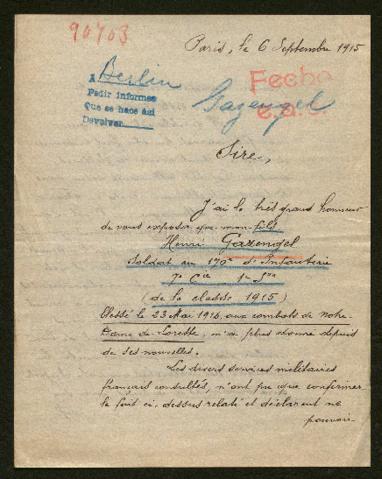 90703
Paris, le 6 Septembre 1915
A Berlin
Pedir informes
que se hace así
Devolver
Fecho
Gazengel
Sire,
J'ai le très grand honneur
de vous exposer que mon fils
Henri Gazengel
Soldat au 170e d'Infanterie
7e Cie 1re Son
(de la classe 1915)
blessé le 23 Mai 1915, aux combats de Notre
Dame de Lorette, n'a plus donné depuis
de ses nouvelles.
Les divers services militaires
français consultés, n'ont pu que confirmer
le fait ci-dessus relaté et déclarent ne
pouvoir